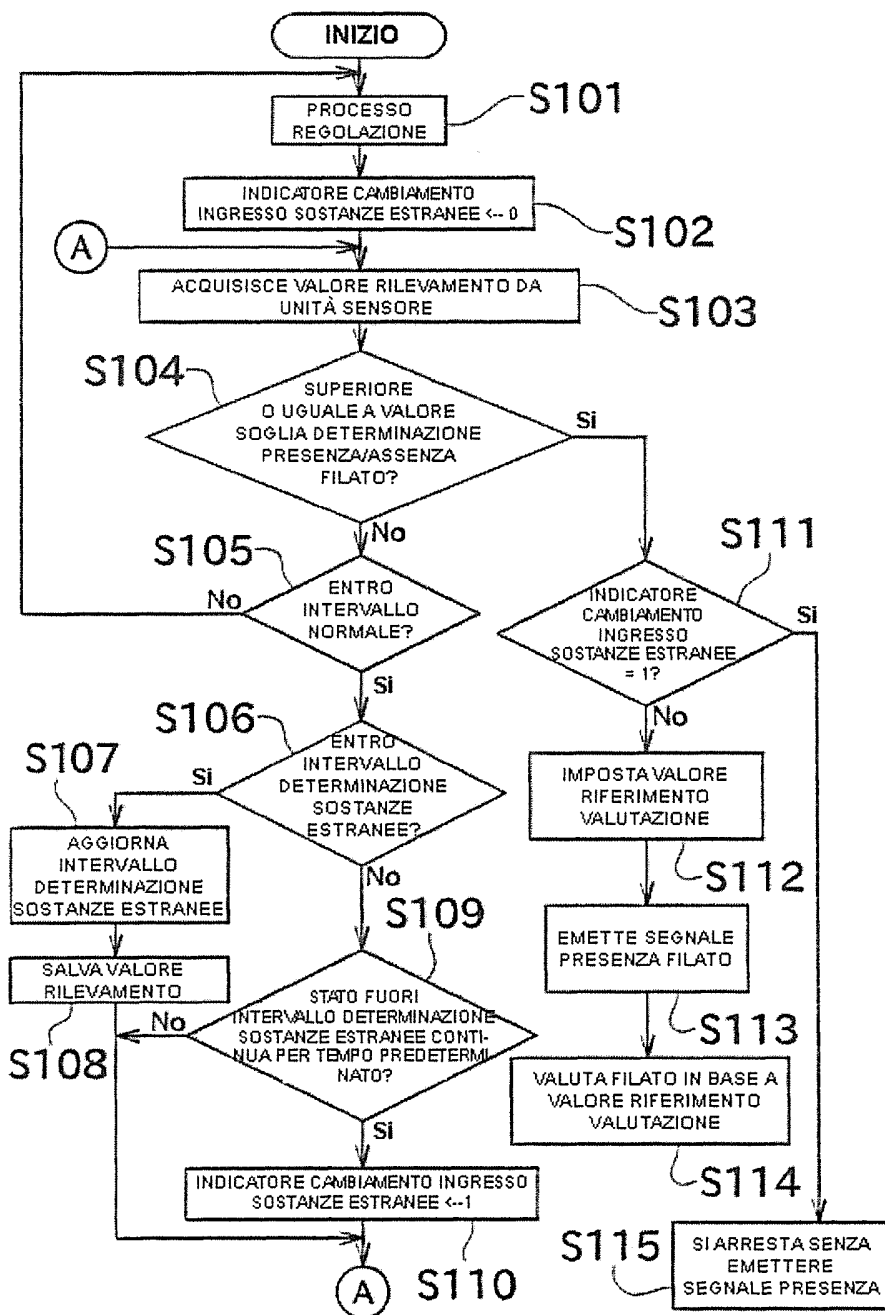 INIZIO
PROCESSO
REGOLAZIONE
S101
INDICATORE CAMBIAMENTO
INGRESSO SOSTANZE ESTRANEE <-- 0
S102
A
ACQUISISCE VALORE RILEVAMENTO DA
UNITÀ SENSORE
S103
S104
SUPERIORE
O UGUALE A VALORE
SOGLIA DETERMINAZIONE
PRESENZA/ASSENZA
FILATO?
Si
No
S105
ENTRO
INTERVALLO
NORMALE?
No
Si
S111
INDICATORE
CAMBIAMENTO
INGRESSO
SOSTANZE ESTRANEE
= 1?
Si
No
S106
ENTRO
INTERVALLO
DETERMINAZIONE
SOSTANZE
ESTRANEE?
Si
No
S107
AGGIORNA
INTERVALLO
DETERMINAZIONE
SOSTANZE ESTRANEE
IMPOSTA VALORE
RIFERIMENTO
VALUTAZIONE
S112
SALVA VALORE
RILEVAMENTO
S108
S109
STATO FUORI
INTERVALLO DETERMINAZIONE
SOSTANZE ESTRANEE CONTI-
NUA PER TEMPO PREDETERMI
NATO?
No
Si
EMETTE SEGNALE
PRESENZA FILATO
S113
VALUTA FILATO IN BASE A
VALORE RIFERIMENTO
VALUTAZIONE
S114
INDICATORE CAMBIAMENTO INGRESSO
SOSTANZE ESTRANEE <--1
S110
A
S115
SI ARRESTA SENZA
EMETTERE
SEGNALE PRESENZA